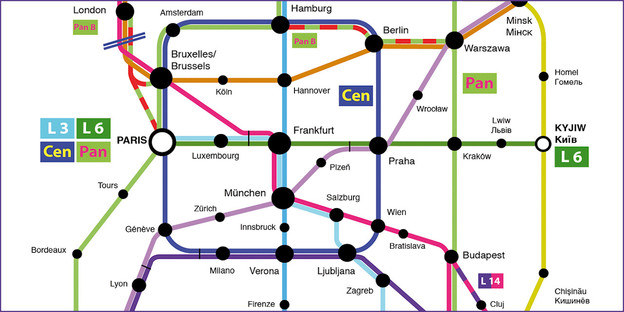 London
Pan B
Amsterdam
Hamburg
Pan B
Berlin
Minsk
Мінск
Warszawa
Bruxelles/
Brussels
Köln
Hannover
Cen
Pan
Homel
Гомель
Wrocław
L 3
L 6
Cen
Pan
PARIS
Luxembourg
Frankfurt
Praha
Kraków
Lwiw
Львів
KYJIW
Київ
L 6
Plzeň
Tours
München
Zürich
Salzburg
Wien
Génève
Innsbruck
Bratislava
Bordeaux
Milano
Verona
Ljubljana
Budapest
L 14
Lyon
Zagreb
Firenze
Cluj
Chişinău
Кишинёв